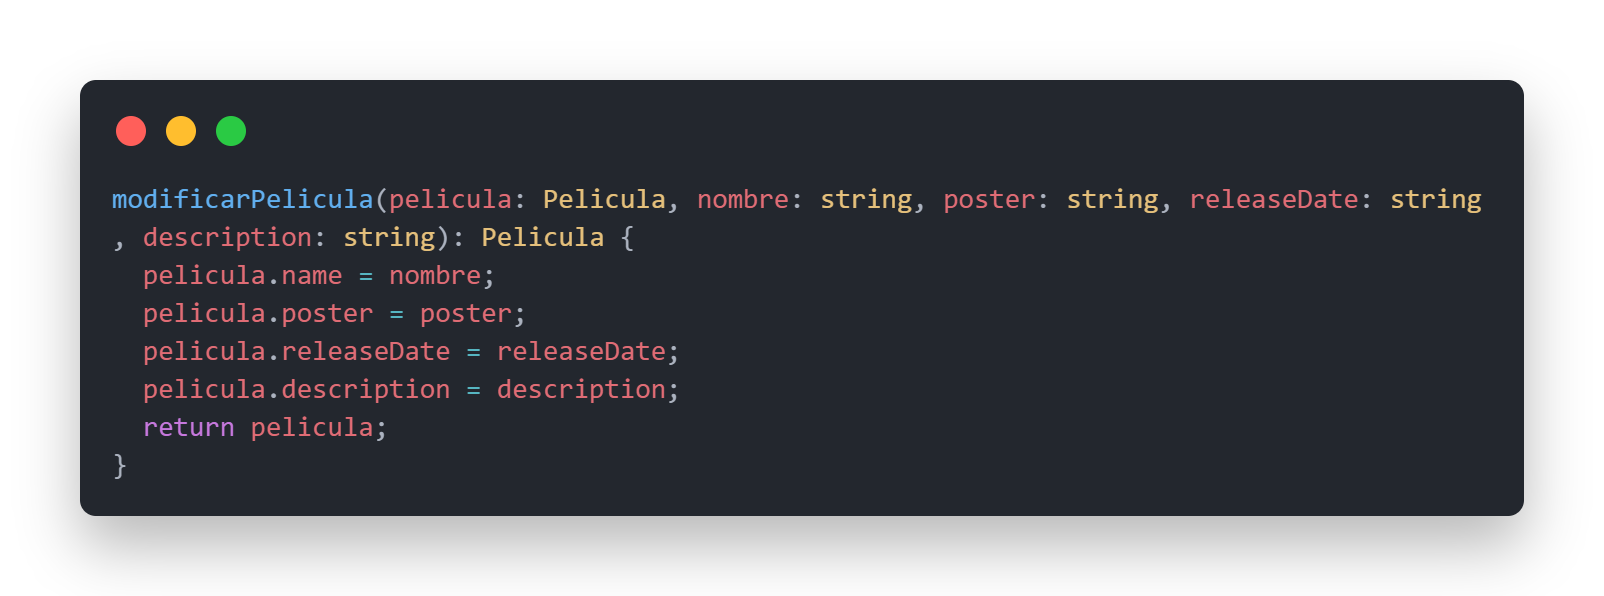 modificarPelicula(pelicula: Pelicula, nombre: string, poster: string, releaseDate: string
, description: string): Pelicula {
  pelicula.name = nombre;
  pelicula.poster = poster;
  pelicula.releaseDate = releaseDate;
  pelicula.description = description;
  return pelicula;
}